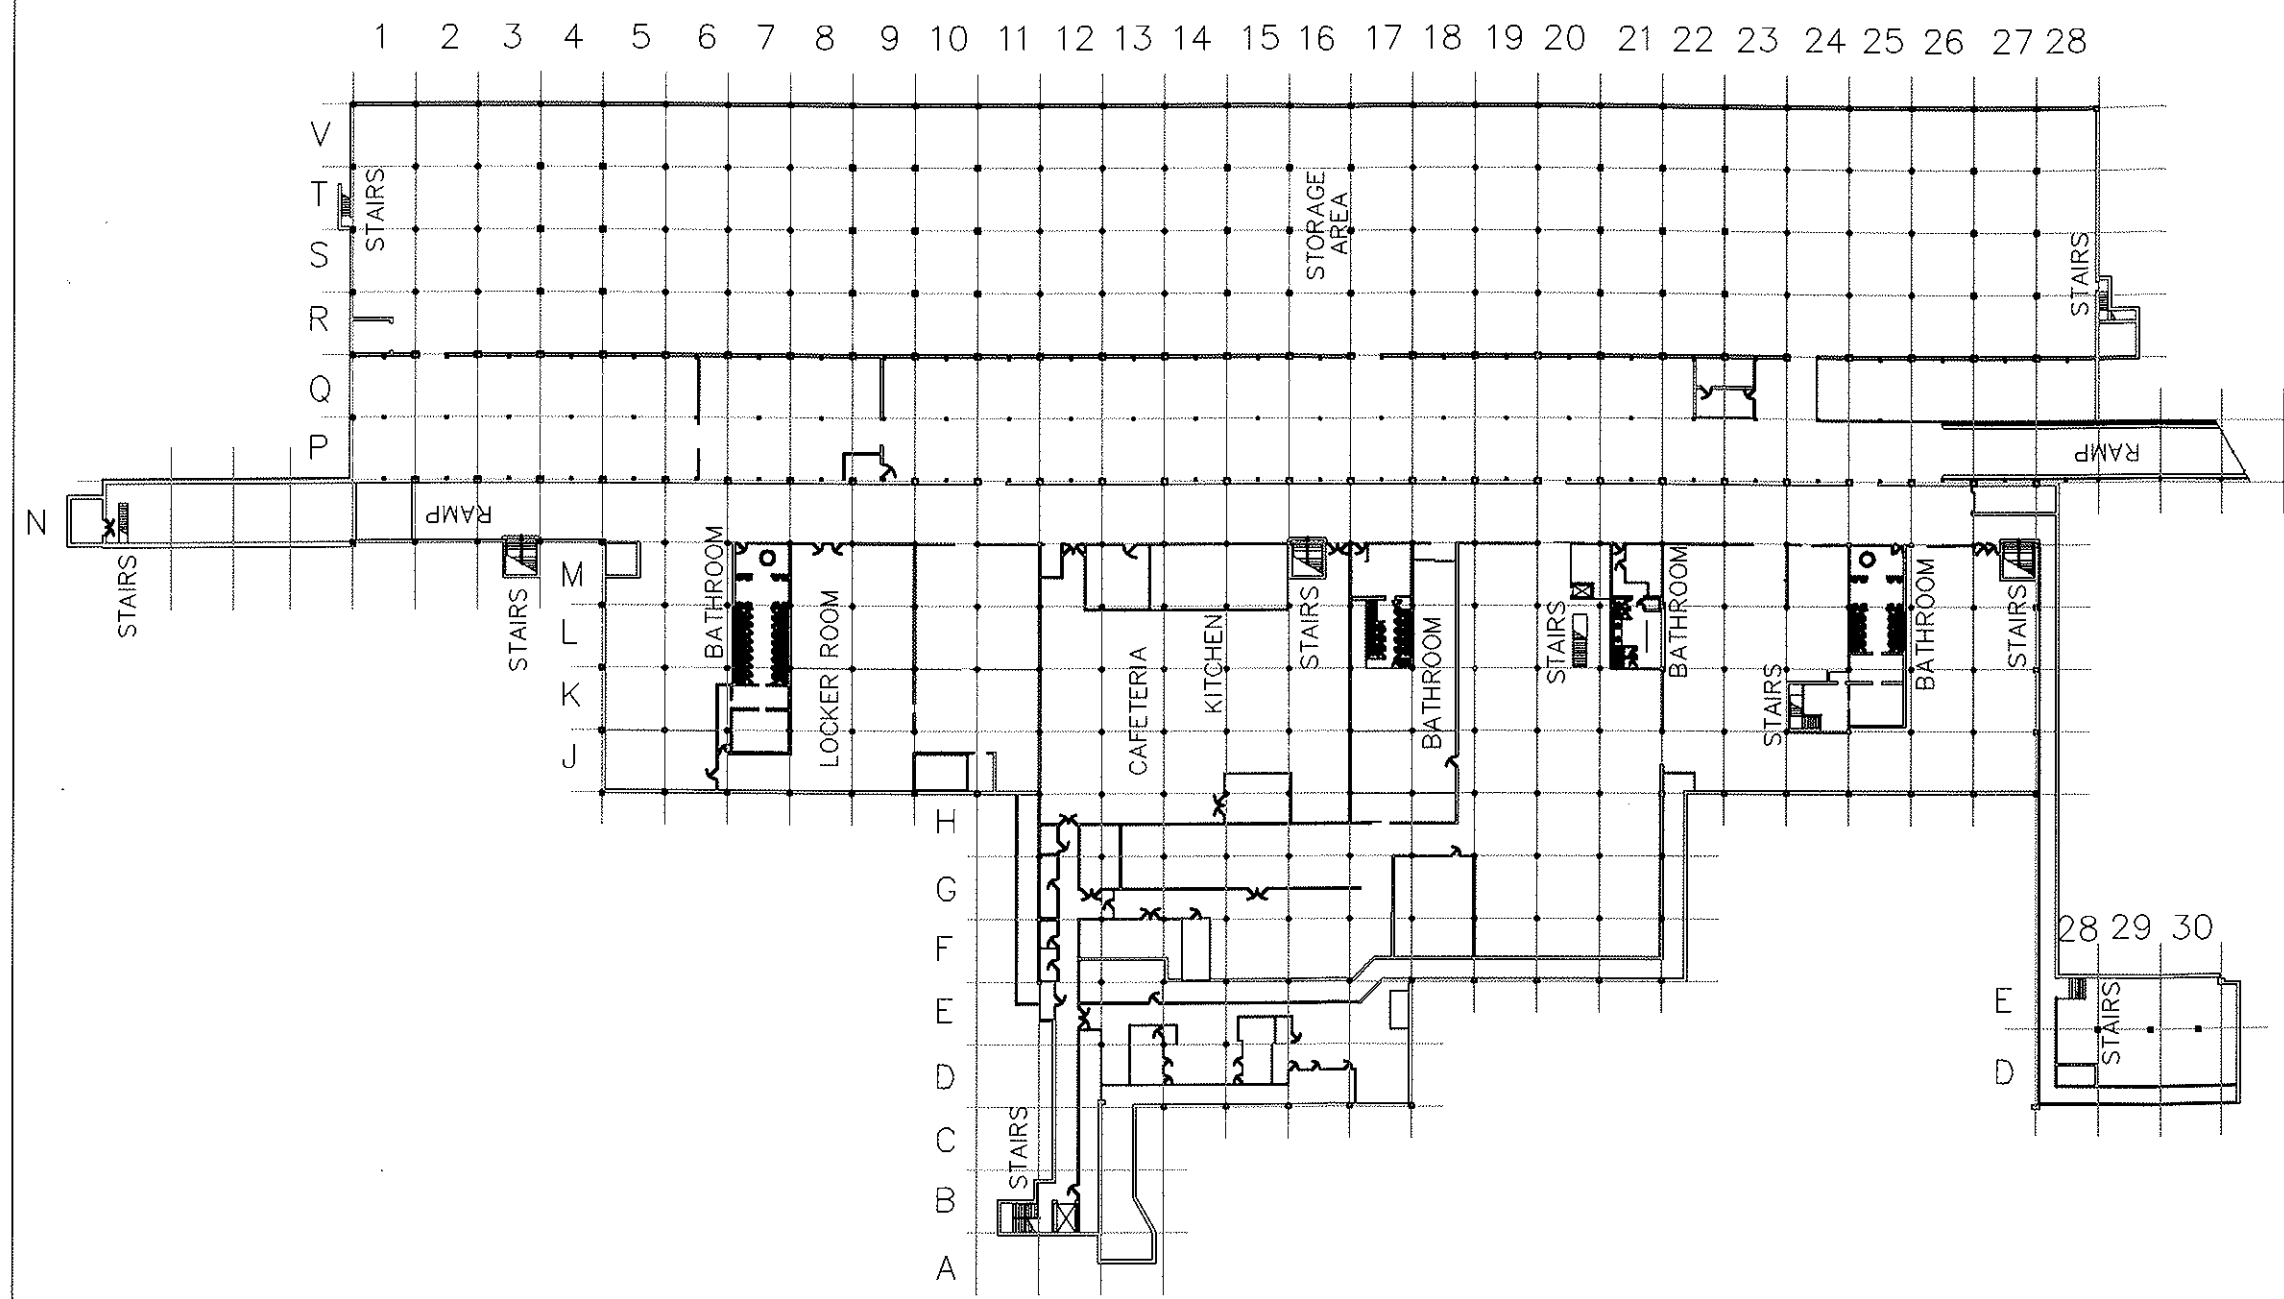 1 2 3 4 5 6 7 8 9 10 11 12 13 14 15 16 17 18 19 20 21 22 23 24 25 26 27 28
V
T
STAIRS
STORAGE
AREA
S
STAIRS
R
Q
P
RAMP
N
RAMP
STAIRS
STAIRS
M
L
K
J
BATHROOM
LOCKER ROOM
CAFETERIA
KITCHEN
STAIRS
BATHROOM
STAIRS
BATHROOM
STAIRS
BATHROOM
STAIRS
H
G
F
E
D
C
B
A
STAIRS
28 29 30
E
D
STAIRS